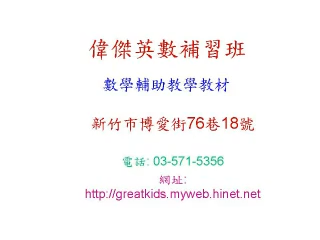 偉傑英數補習班
數學輔助教學教材
新竹市博愛街76巷18號
電話: 03-571-5356
網址:
http://greatkids.myweb.hinet.net